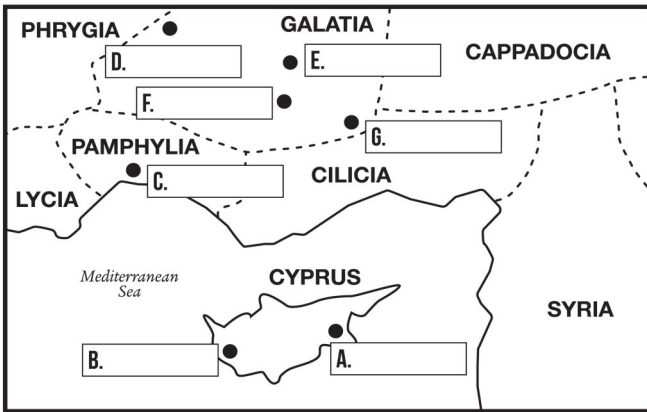 PHRYGIA
GALATIA
D.
E.
CAPPADOCIA
F.
G.
PAMPHYLIA
C.
CILICIA
LYCIA
Mediterranean
Sea
CYPRUS
SYRIA
B.
A.